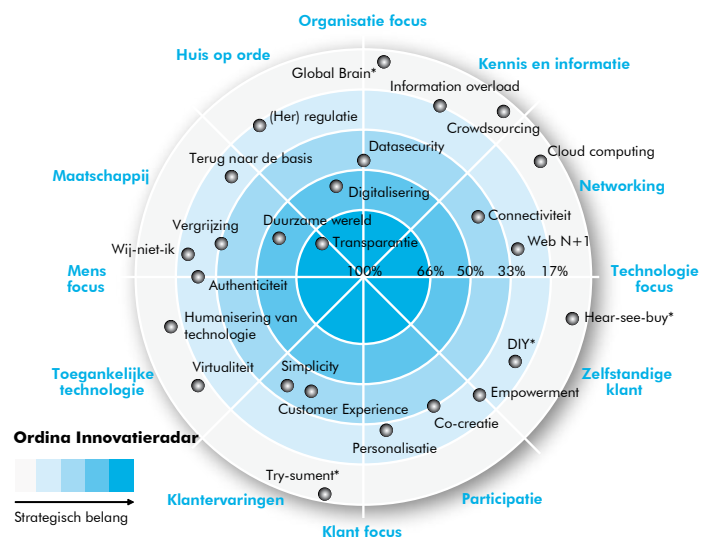 Organisatie focus
Huis op orde
Kennis en informatie
Global Brain*
Information overload
(Her) regulatie
Crowdsourcing
Datasecurity
Cloud computing
Terug naar de basis
Maatschappij
Networking
Digitalisering
Duurzame wereld
Connectiviteit
Vergrijzing
Transparantie
Web N+1
Wij-niet-ik
Mens
focus
100%
66%
50%
33%
17%
Technologie
focus
Authenticiteit
Humanisering van
technologie
Hear-see-buy*
DIY*
Virtualiteit
Simplicity
Toegankelijke
technologie
Zelfstandige
klant
Empowerment
Customer Experience
Co-creatie
Personalisatie
Ordina Innovatieradar
Try-sument*
Klantervaringen
Participatie
Strategisch belang
Klant focus